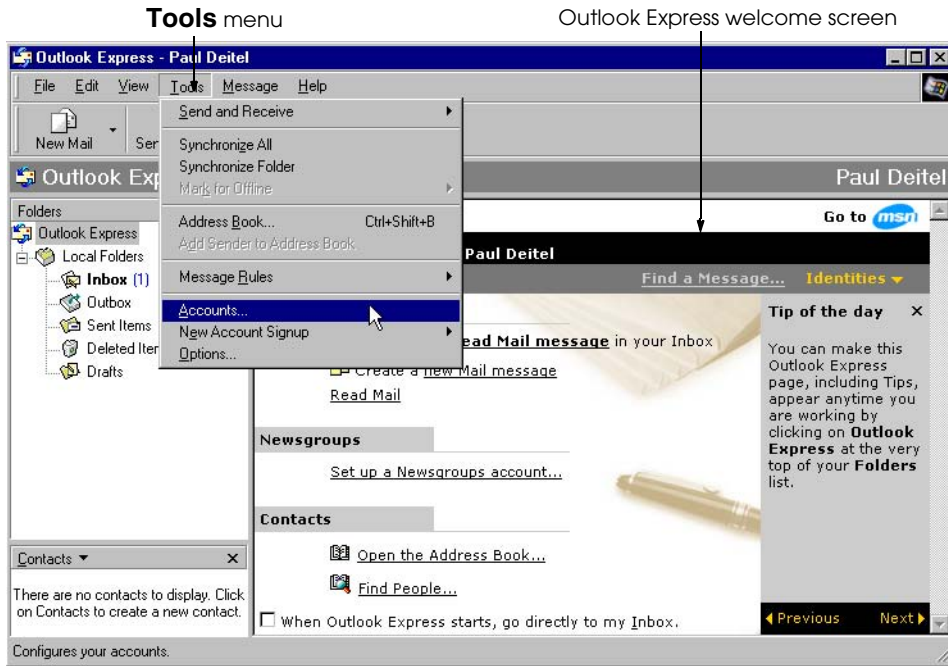 Tools menu
Outlook Express welcome screen
Outlook Express - Paul Deitel
File Edit View Tools Message Help
New Mail
Send and Receive
Synchronize All
Synchronize Folder
Mark for Offline
Address Book... Ctrl+Shift+B
Add Sender to Address Book
Message Rules
Accounts...
New Account Signup
Options...
Paul Deitel
Folders
Outlook Express
Local Folders
Inbox (1)
Outbox
Sent Items
Deleted Iter
Drafts
Go to msn
Paul Deitel
Find a Message... Identities
ead Mail message in your Inbox
Create a new Mail message
Read Mail
Newsgroups
Set up a Newsgroups account...
Contacts
Open the Address Book...
Find People...
When Outlook Express starts, go directly to my Inbox.
Tip of the day X
You can make this
Outlook Express
page, including Tips,
appear anytime you
are working by
clicking on Outlook
Express at the very
top of your Folders
list.
Previous Next
Contacts
There are no contacts to display. Click
on Contacts to create a new contact.
Configures your accounts.